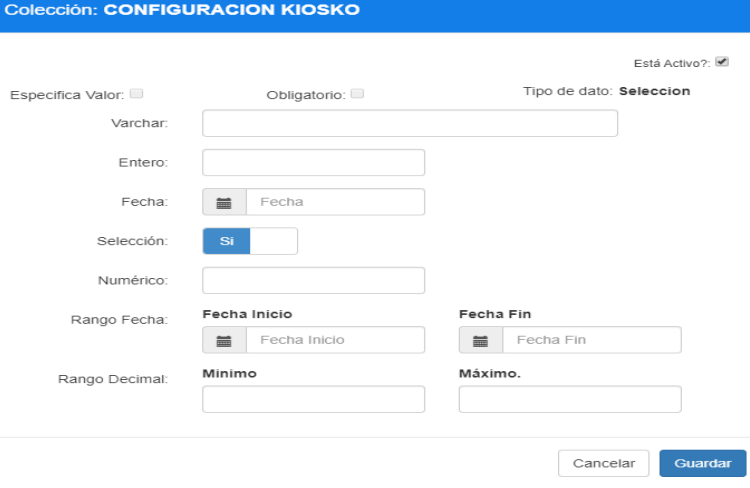 Colección: CONFIGURACION KIOSKO
Está Activo?:
Especifica Valor: Obligatorio: Tipo de dato: Seleccion
Varchar:
Entero:
Fecha: Fecha
Selección: Si
Numérico:
Rango Fecha: Fecha Inicio Fecha Fin
Fecha Inicio Fecha Fin
Rango Decimal: Minimo Máximo.
Cancelar Guardar